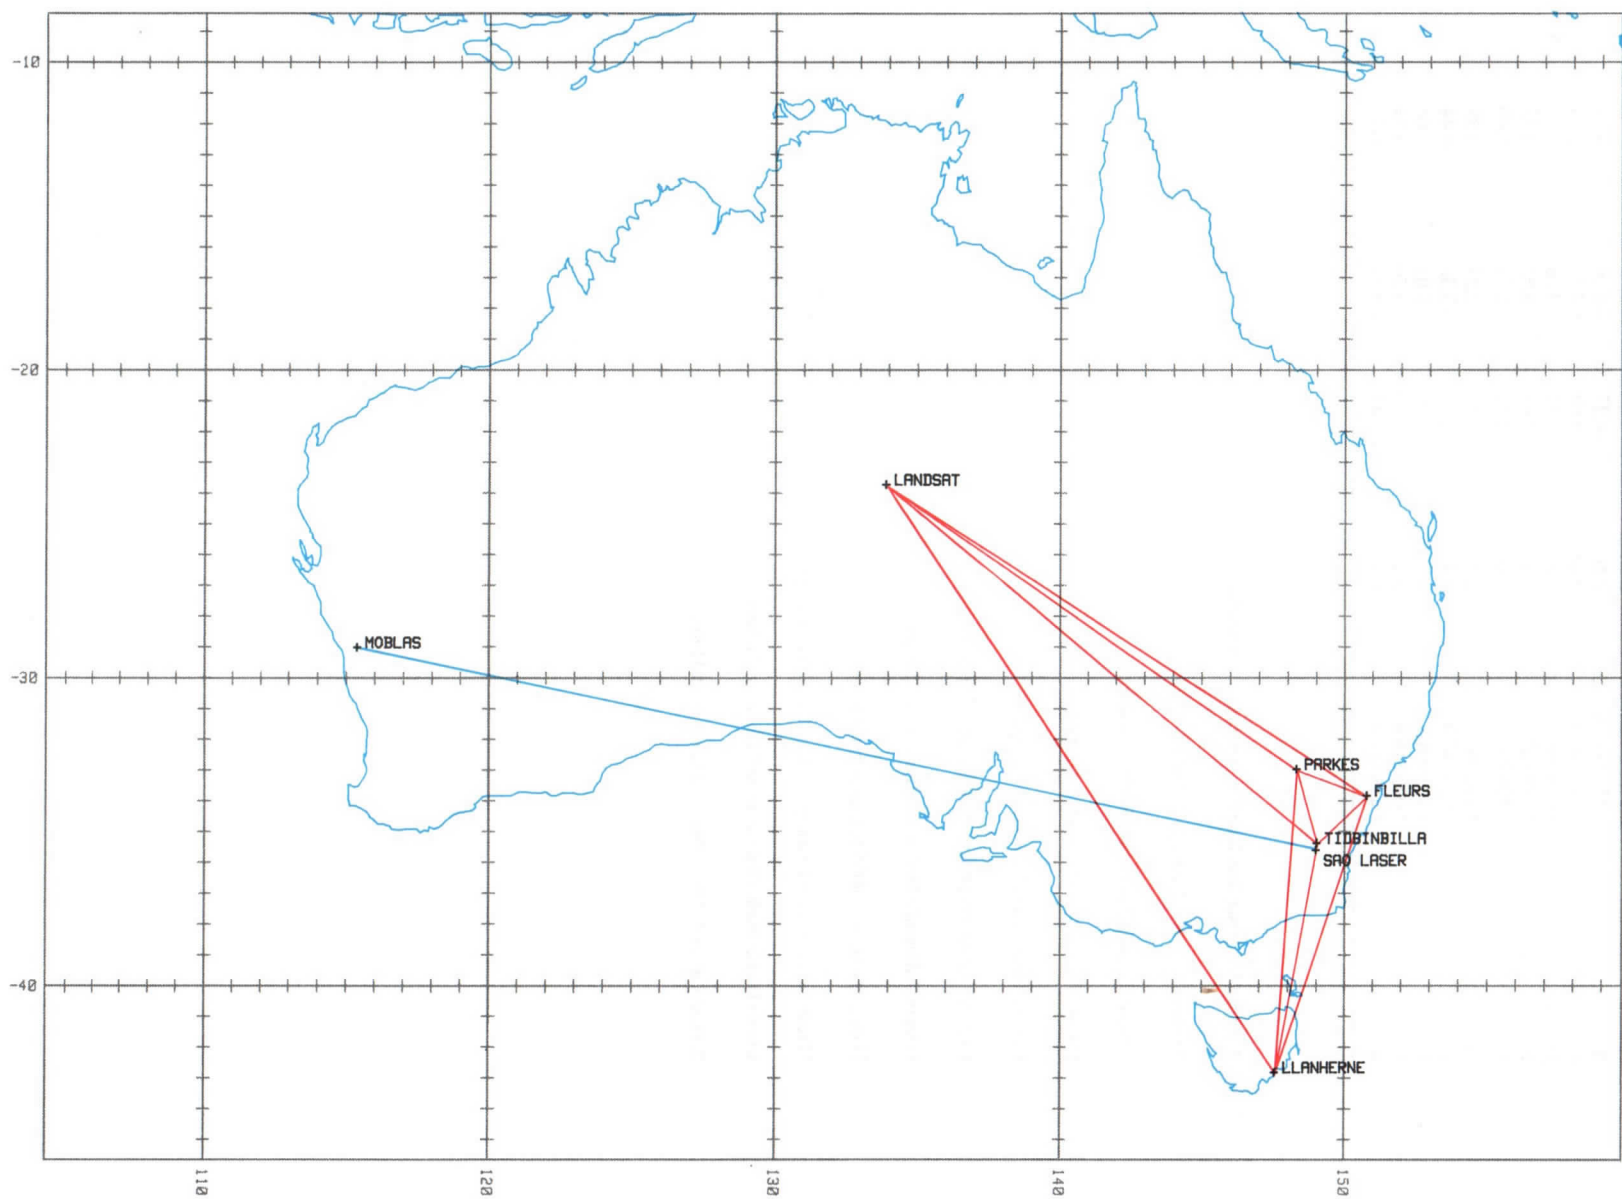 -10
-20
LANDSAT
MOBLAS
-30
PARKES
FLEURS
TIDBINBILLA
SAO LASER
-40
LLANHERNE
110
120
130
140
150